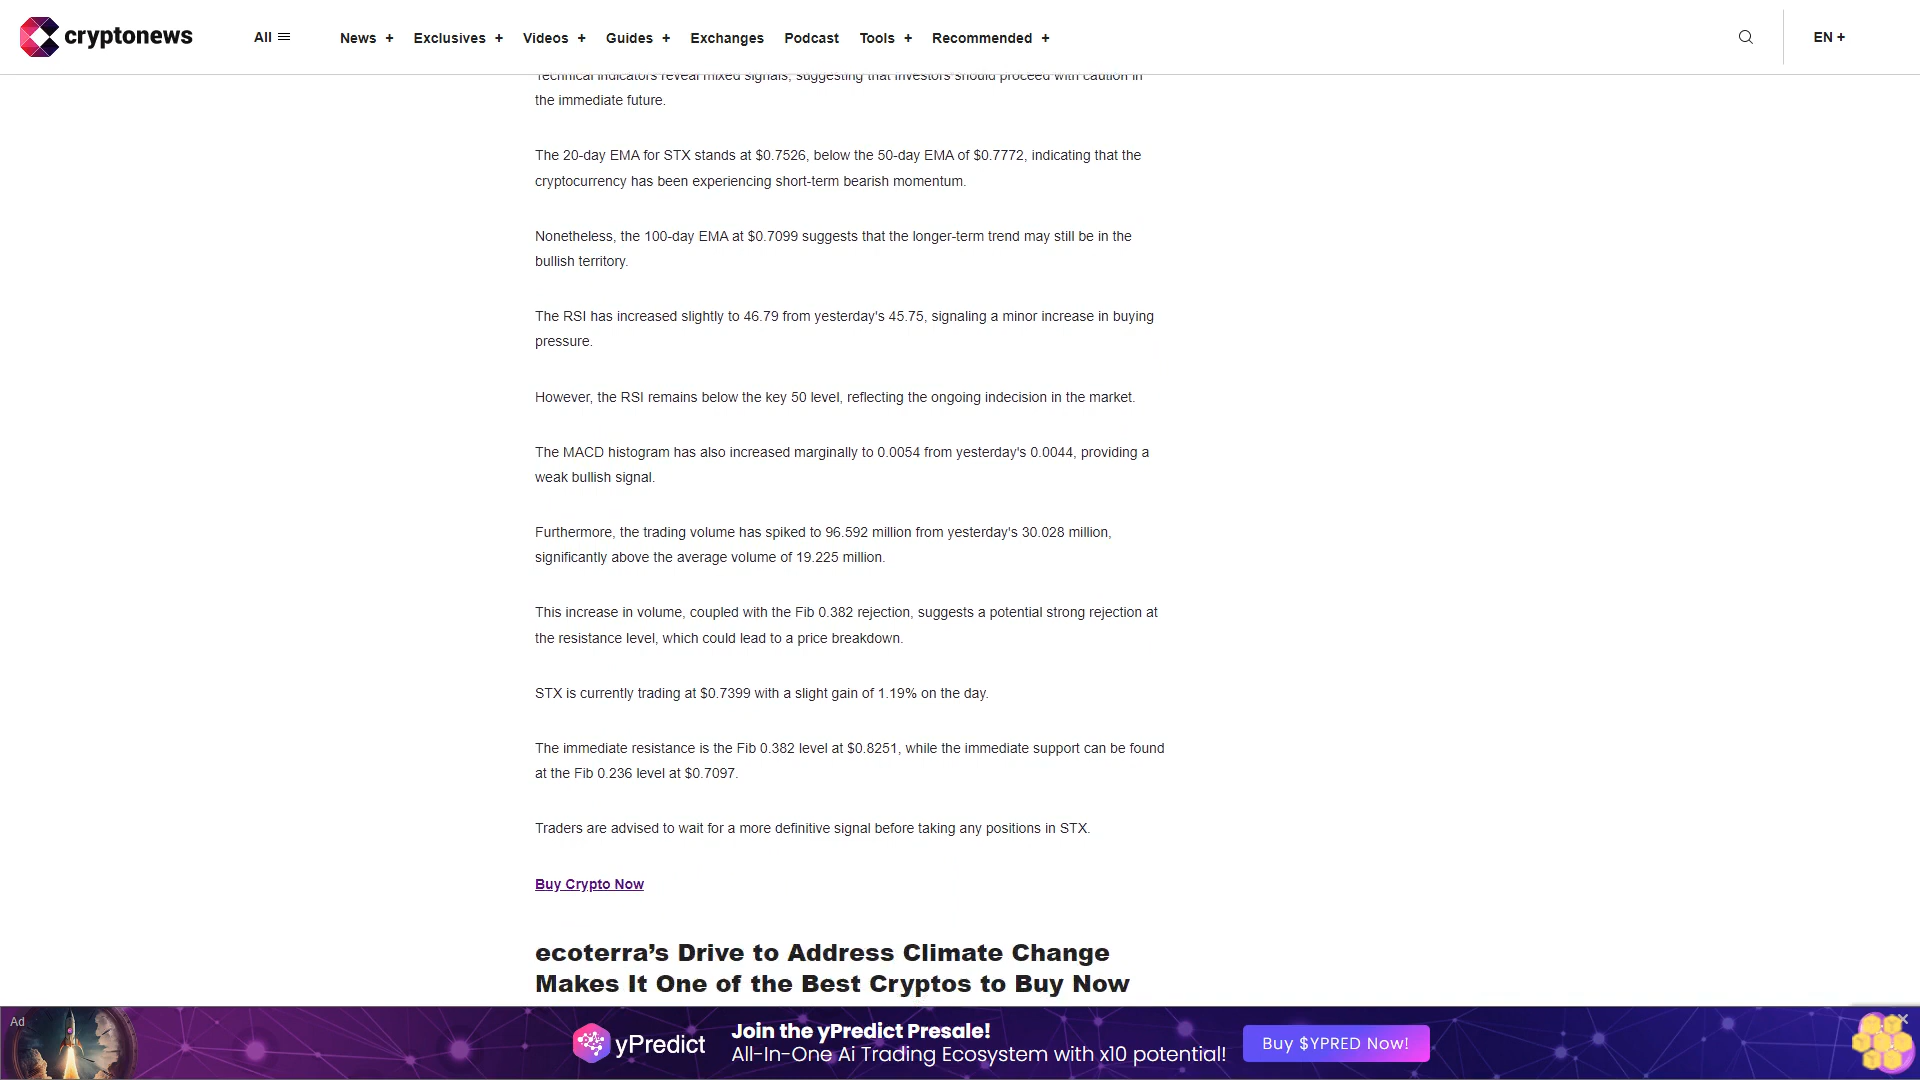 cryptonews
All
News +
Exclusives +
Videos +
Guides +
Exchanges
Podcast
Tools +
Recommended +
EN +
Technical indicators reveal mixed signals, suggesting that investors should proceed with caution in
the immediate future.
The 20-day EMA for STX stands at $0.7526, below the 50-day EMA of $0.7772, indicating that the
cryptocurrency has been experiencing short-term bearish momentum.
Nonetheless, the 100-day EMA at $0.7099 suggests that the longer-term trend may still be in the
bullish territory.
The RSI has increased slightly to 46.79 from yesterday's 45.75, signaling a minor increase in buying
pressure.
However, the RSI remains below the key 50 level, reflecting the ongoing indecision in the market.
The MACD histogram has also increased marginally to 0.0054 from yesterday's 0.0044, providing a
weak bullish signal.
Furthermore, the trading volume has spiked to 96.592 million from yesterday's 30.028 million,
significantly above the average volume of 19.225 million.
This increase in volume, coupled with the Fib 0.382 rejection, suggests a potential strong rejection at
the resistance level, which could lead to a price breakdown.
STX is currently trading at $0.7399 with a slight gain of 1.19% on the day.
The immediate resistance is the Fib 0.382 level at $0.8251, while the immediate support can be found
at the Fib 0.236 level at $0.7097.
Traders are advised to wait for a more definitive signal before taking any positions in STX.
Buy Crypto Now
ecoterra’s Drive to Address Climate Change
Makes It One of the Best Cryptos to Buy Now
Ad
yPredict
Join the yPredict Presale!
All-In-One Ai Trading Ecosystem with x10 potential!
Buy $YPRED Now!